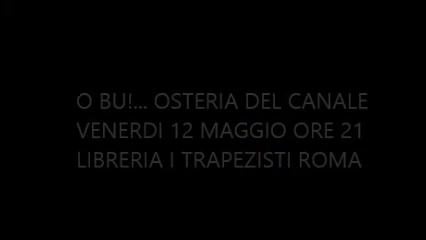 O BU!... OSTERIA DEL CANALE
VENERDI 12 MAGGIO ORE 21
LIBRERIA I TRAPEZISTI ROMA